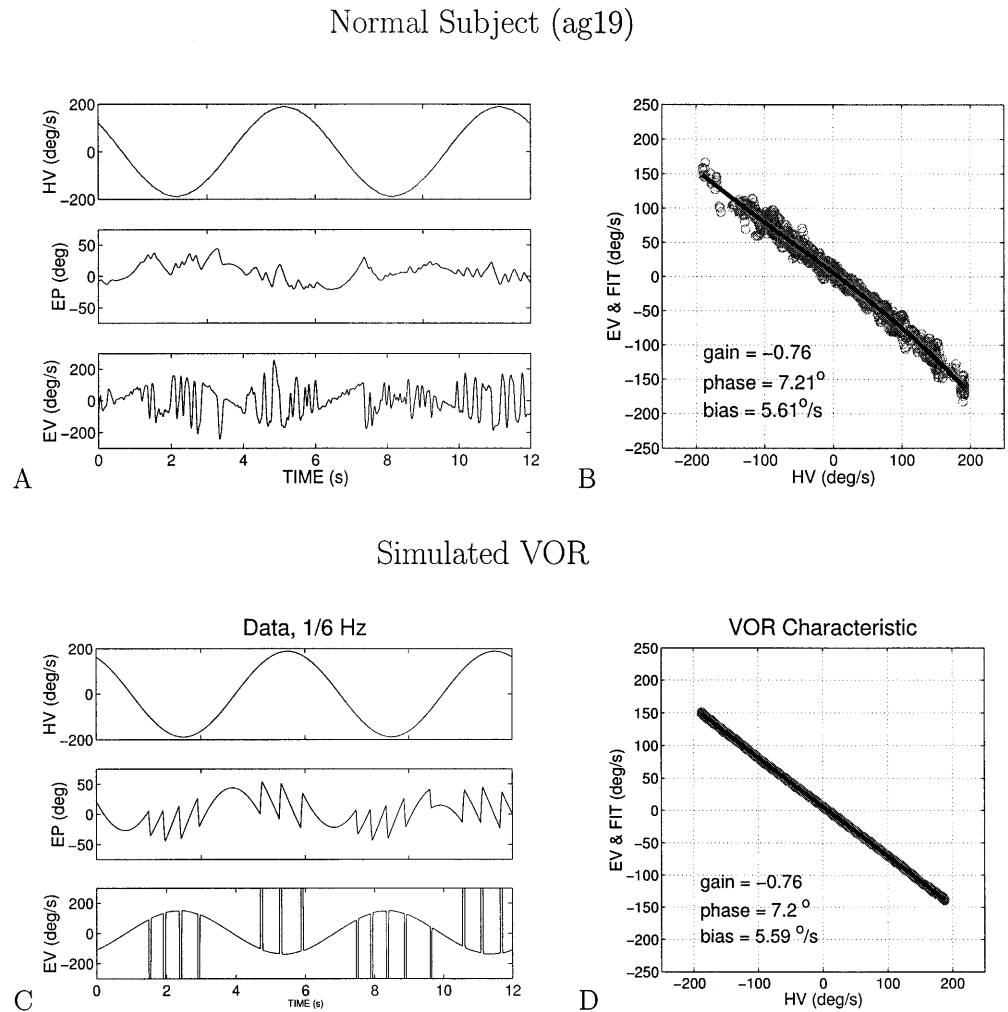 Normal Subject (ag19)
HV (deg/s)
200
0
−200
EP (deg)
50
0
−50
EV (deg/s)
200
0
−200
0 2 4 6 8 10 12
TIME (s)
A
EV & FIT (deg/s)
250
200
150
100
50
0
−50
−100
−150
−200
−250
gain = −0.76
phase = 7.21°
bias = 5.61°/s
−200 −100 0 100 200
HV (deg/s)
B
Simulated VOR
Data, 1/6 Hz
HV (deg/s)
200
0
−200
EP (deg)
50
0
−50
EV (deg/s)
200
0
−200
0 2 4 6 8 10 12
TIME (s)
C
VOR Characteristic
EV & FIT (deg/s)
250
200
150
100
50
0
−50
−100
−150
−200
−250
gain = −0.76
phase = 7.2 °
bias = 5.59 °/s
−200 −100 0 100 200
HV (deg/s)
D